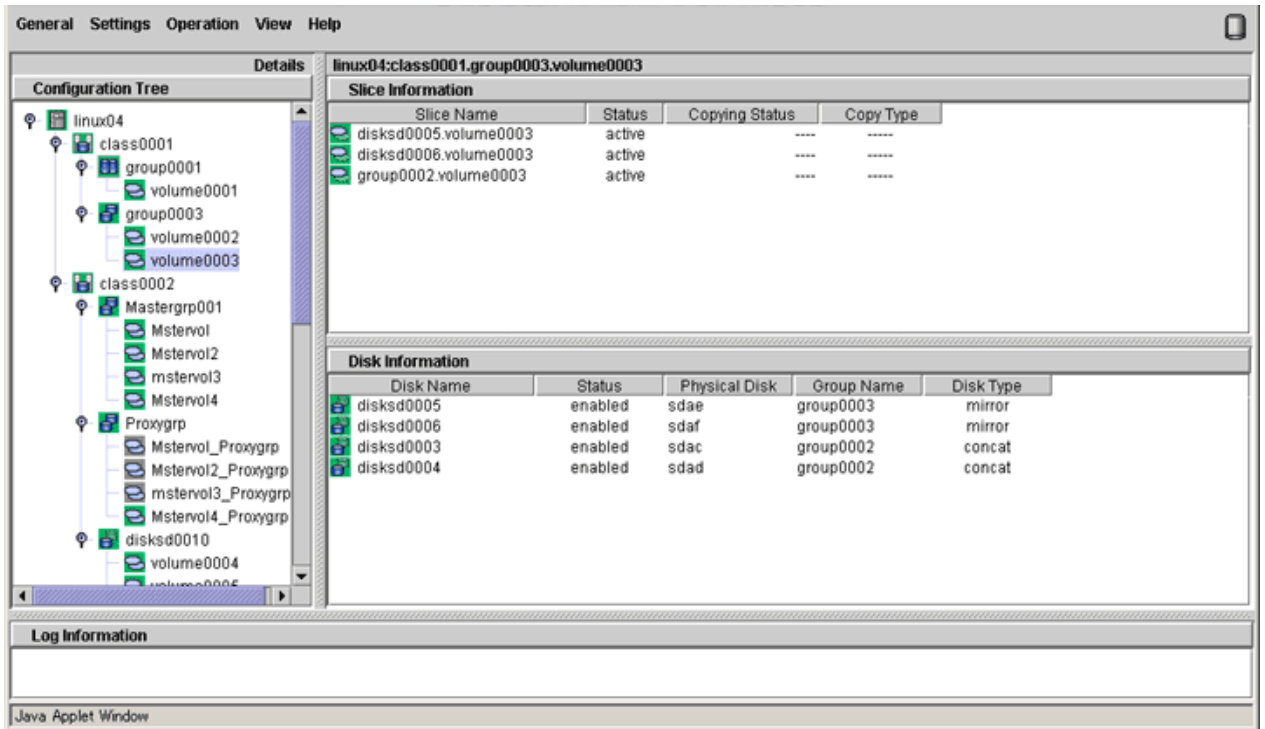 General Settings Operation View Help
Details
Configuration Tree
linux04
class0001
group0001
volume0001
group0003
volume0002
volume0003
class0002
Mastergrp001
Mstervol
Mstervol2
mstervol3
Mstervol4
Proxygrp
Mstervol_Proxygrp
Mstervol2_Proxygrp
mstervol3_Proxygrp
Mstervol4_Proxygrp
disksd0010
volume0004
linux04:class0001.group0003.volume0003
Slice Information
Slice Name Status Copying Status Copy Type
disksd0005.volume0003 active ---- -----
disksd0006.volume0003 active ---- -----
group0002.volume0003 active ---- -----
Disk Information
Disk Name Status Physical Disk Group Name Disk Type
disksd0005 enabled sdae group0003 mirror
disksd0006 enabled sdaf group0003 mirror
disksd0003 enabled sdac group0002 concat
disksd0004 enabled sdad group0002 concat
Log Information
Java Applet Window